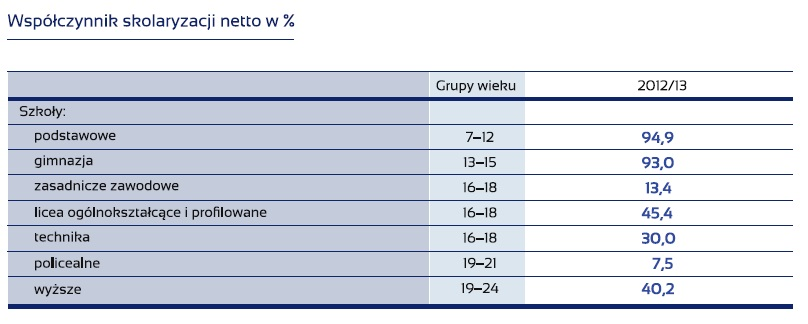 Współczynnik skolaryzacji netto w %
Grupy wieku 2012/13
Szkoły:
podstawowe 7–12 94,9
gimnazja 13–15 93,0
zasadnicze zawodowe 16–18 13,4
licea ogólnokształcące i profilowane 16–18 45,4
technika 16–18 30,0
policealne 19–21 7,5
wyższe 19–24 40,2